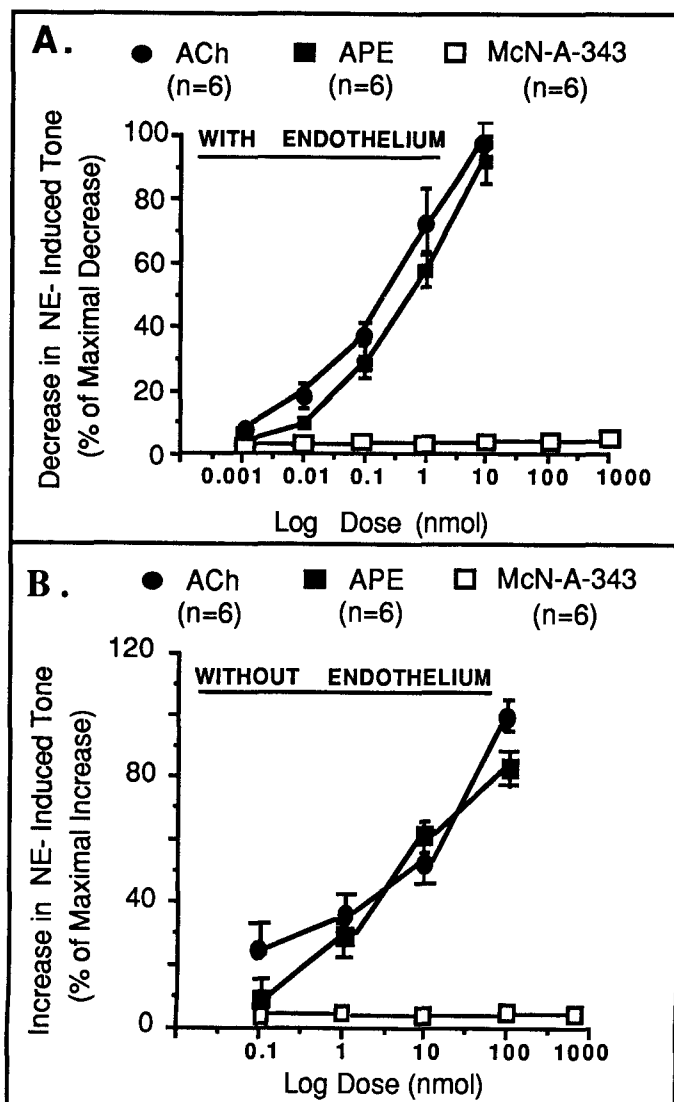 A.
ACh APE McN-A-343
(n=6) (n=6) (n=6)
WITH ENDOTHELIUM
Decrease in NE- Induced Tone
(% of Maximal Decrease)
100
80
60
40
20
0
0.001 0.01 0.1 1 10 100 1000
Log Dose (nmol)
B.
ACh APE McN-A-343
(n=6) (n=6) (n=6)
WITHOUT ENDOTHELIUM
Increase in NE- Induced Tone
(% of Maximal Increase)
120
80
40
0
0.1 1 10 100 1000
Log Dose (nmol)